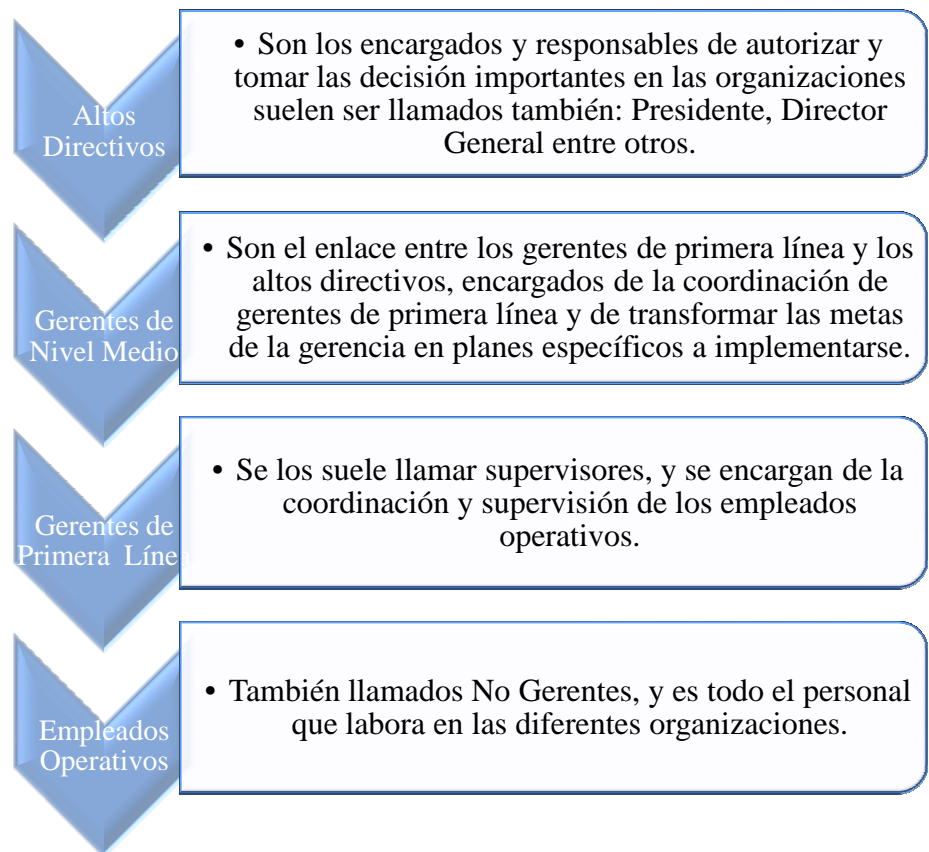 Altos
Directivos
• Son los encargados y responsables de autorizar y
tomar las decisión importantes en las organizaciones
suelen ser llamados también: Presidente, Director
General entre otros.
Gerentes de
Nivel Medio
• Son el enlace entre los gerentes de primera línea y los
altos directivos, encargados de la coordinación de
gerentes de primera línea y de transformar las metas
de la gerencia en planes específicos a implementarse.
Gerentes de
Primera Línea
• Se los suele llamar supervisores, y se encargan de la
coordinación y supervisión de los empleados
operativos.
Empleados
Operativos
• También llamados No Gerentes, y es todo el personal
que labora en las diferentes organizaciones.